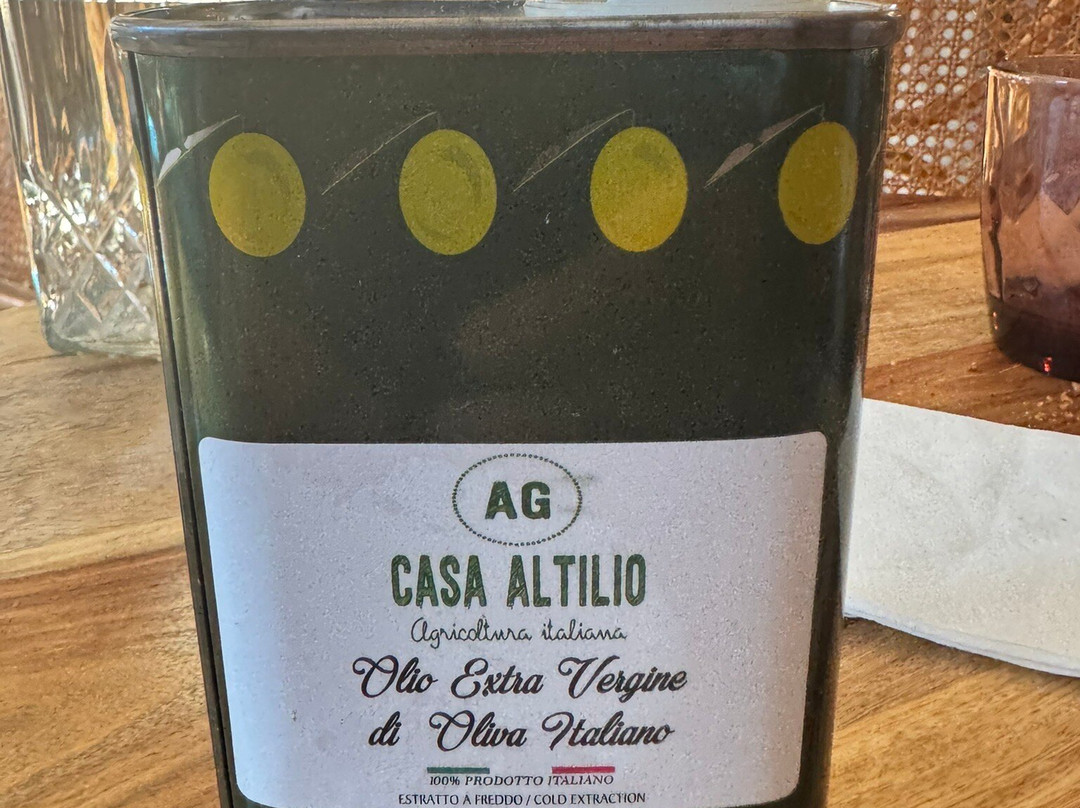 AG
CASA ALTILIO
Agricoltura italiana
Olio Extra Vergine
di Oliva Italiano
100% PRODOTTO ITALIANO
ESTRATTO A FREDDO / COLD EXTRACTION